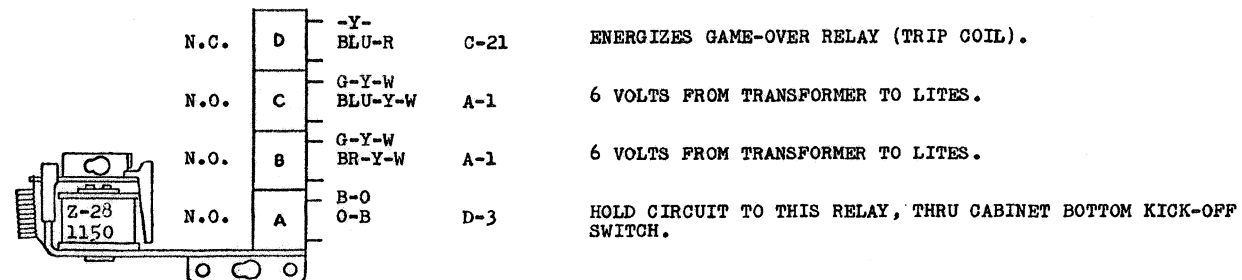 -Y-
N.C. D BLU-R C-21 ENERGIZES GAME-OVER RELAY (TRIP COIL).
G-Y-W
N.O. C BLU-Y-W A-1 6 VOLTS FROM TRANSFORMER TO LITES.
G-Y-W
N.O. B BR-Y-W A-1 6 VOLTS FROM TRANSFORMER TO LITES.
B-O
N.O. A O-B D-3 HOLD CIRCUIT TO THIS RELAY, THRU CABINET BOTTOM KICK-OFF
SWITCH.
Z-28
1150